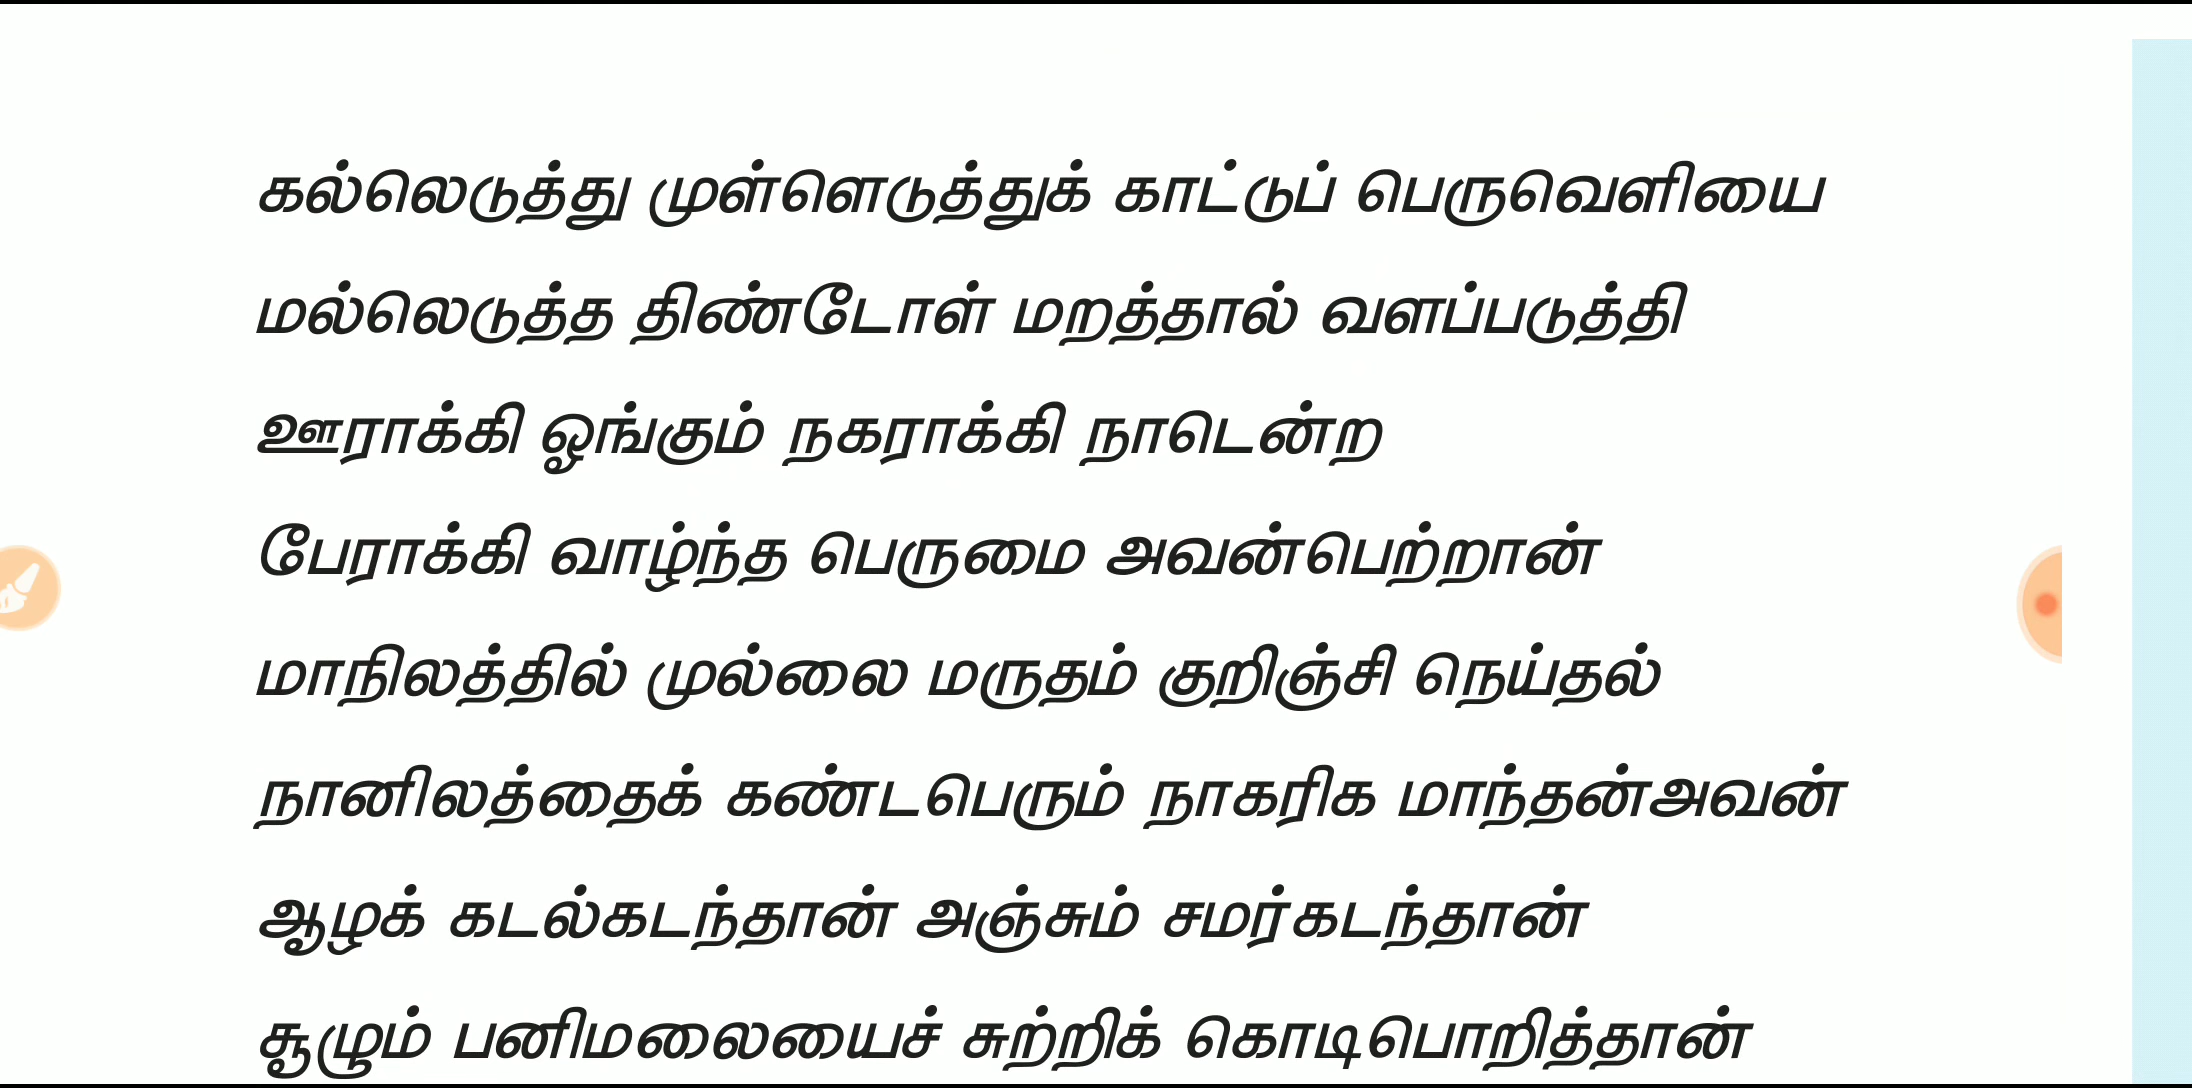 கல்லெடுத்து முள்ளெடுத்துக் காட்டுப் பெருவெளியை
மல்லெடுத்த திண்டோள் மறத்தால் வளப்படுத்தி
ஊராக்கி ஓங்கும் நகராக்கி நாடென்ற
பேராக்கி வாழ்ந்த பெருமை அவன்பெற்றான்
மாநிலத்தில் முல்லை மருதம் குறிஞ்சி நெய்தல்
நானிலத்தைக் கண்டபெரும் நாகரிக மாந்தன்அவன்
ஆழக் கடல்கடந்தான் அஞ்சும் சமர்கடந்தான்
சூழும் பனிமலையைச் சுற்றிக் கொடிபொறித்தான்